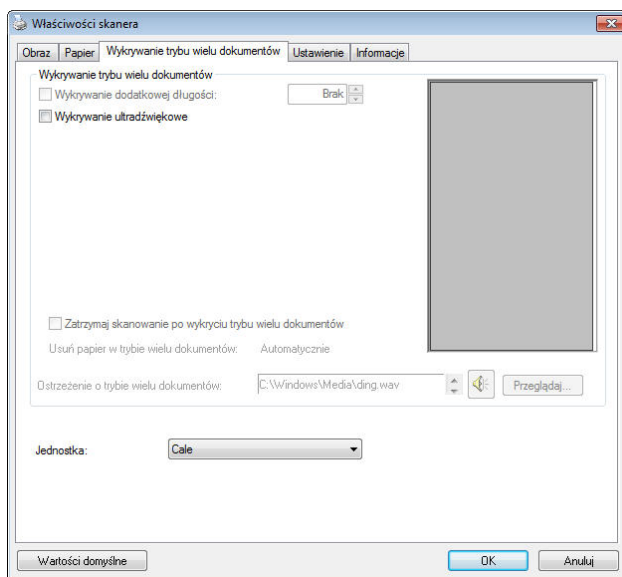 Właściwości skanera
Obraz Papier Wykrywanie trybu wielu dokumentów Ustawienie Informacje
Wykrywanie trybu wielu dokumentów
Wykrywanie dodatkowej długości: Brak
Wykrywanie ultradźwiękowe
Zatrzymaj skanowanie po wykryciu trybu wielu dokumentów
Usuń papier w trybie wielu dokumentów: Automatycznie
Ostrzeżenie o trybie wielu dokumentów: C:\Windows\Media\ding.wav Przeglądaj...
Jednostka: Cale
Wartości domyślne OK Anuluj